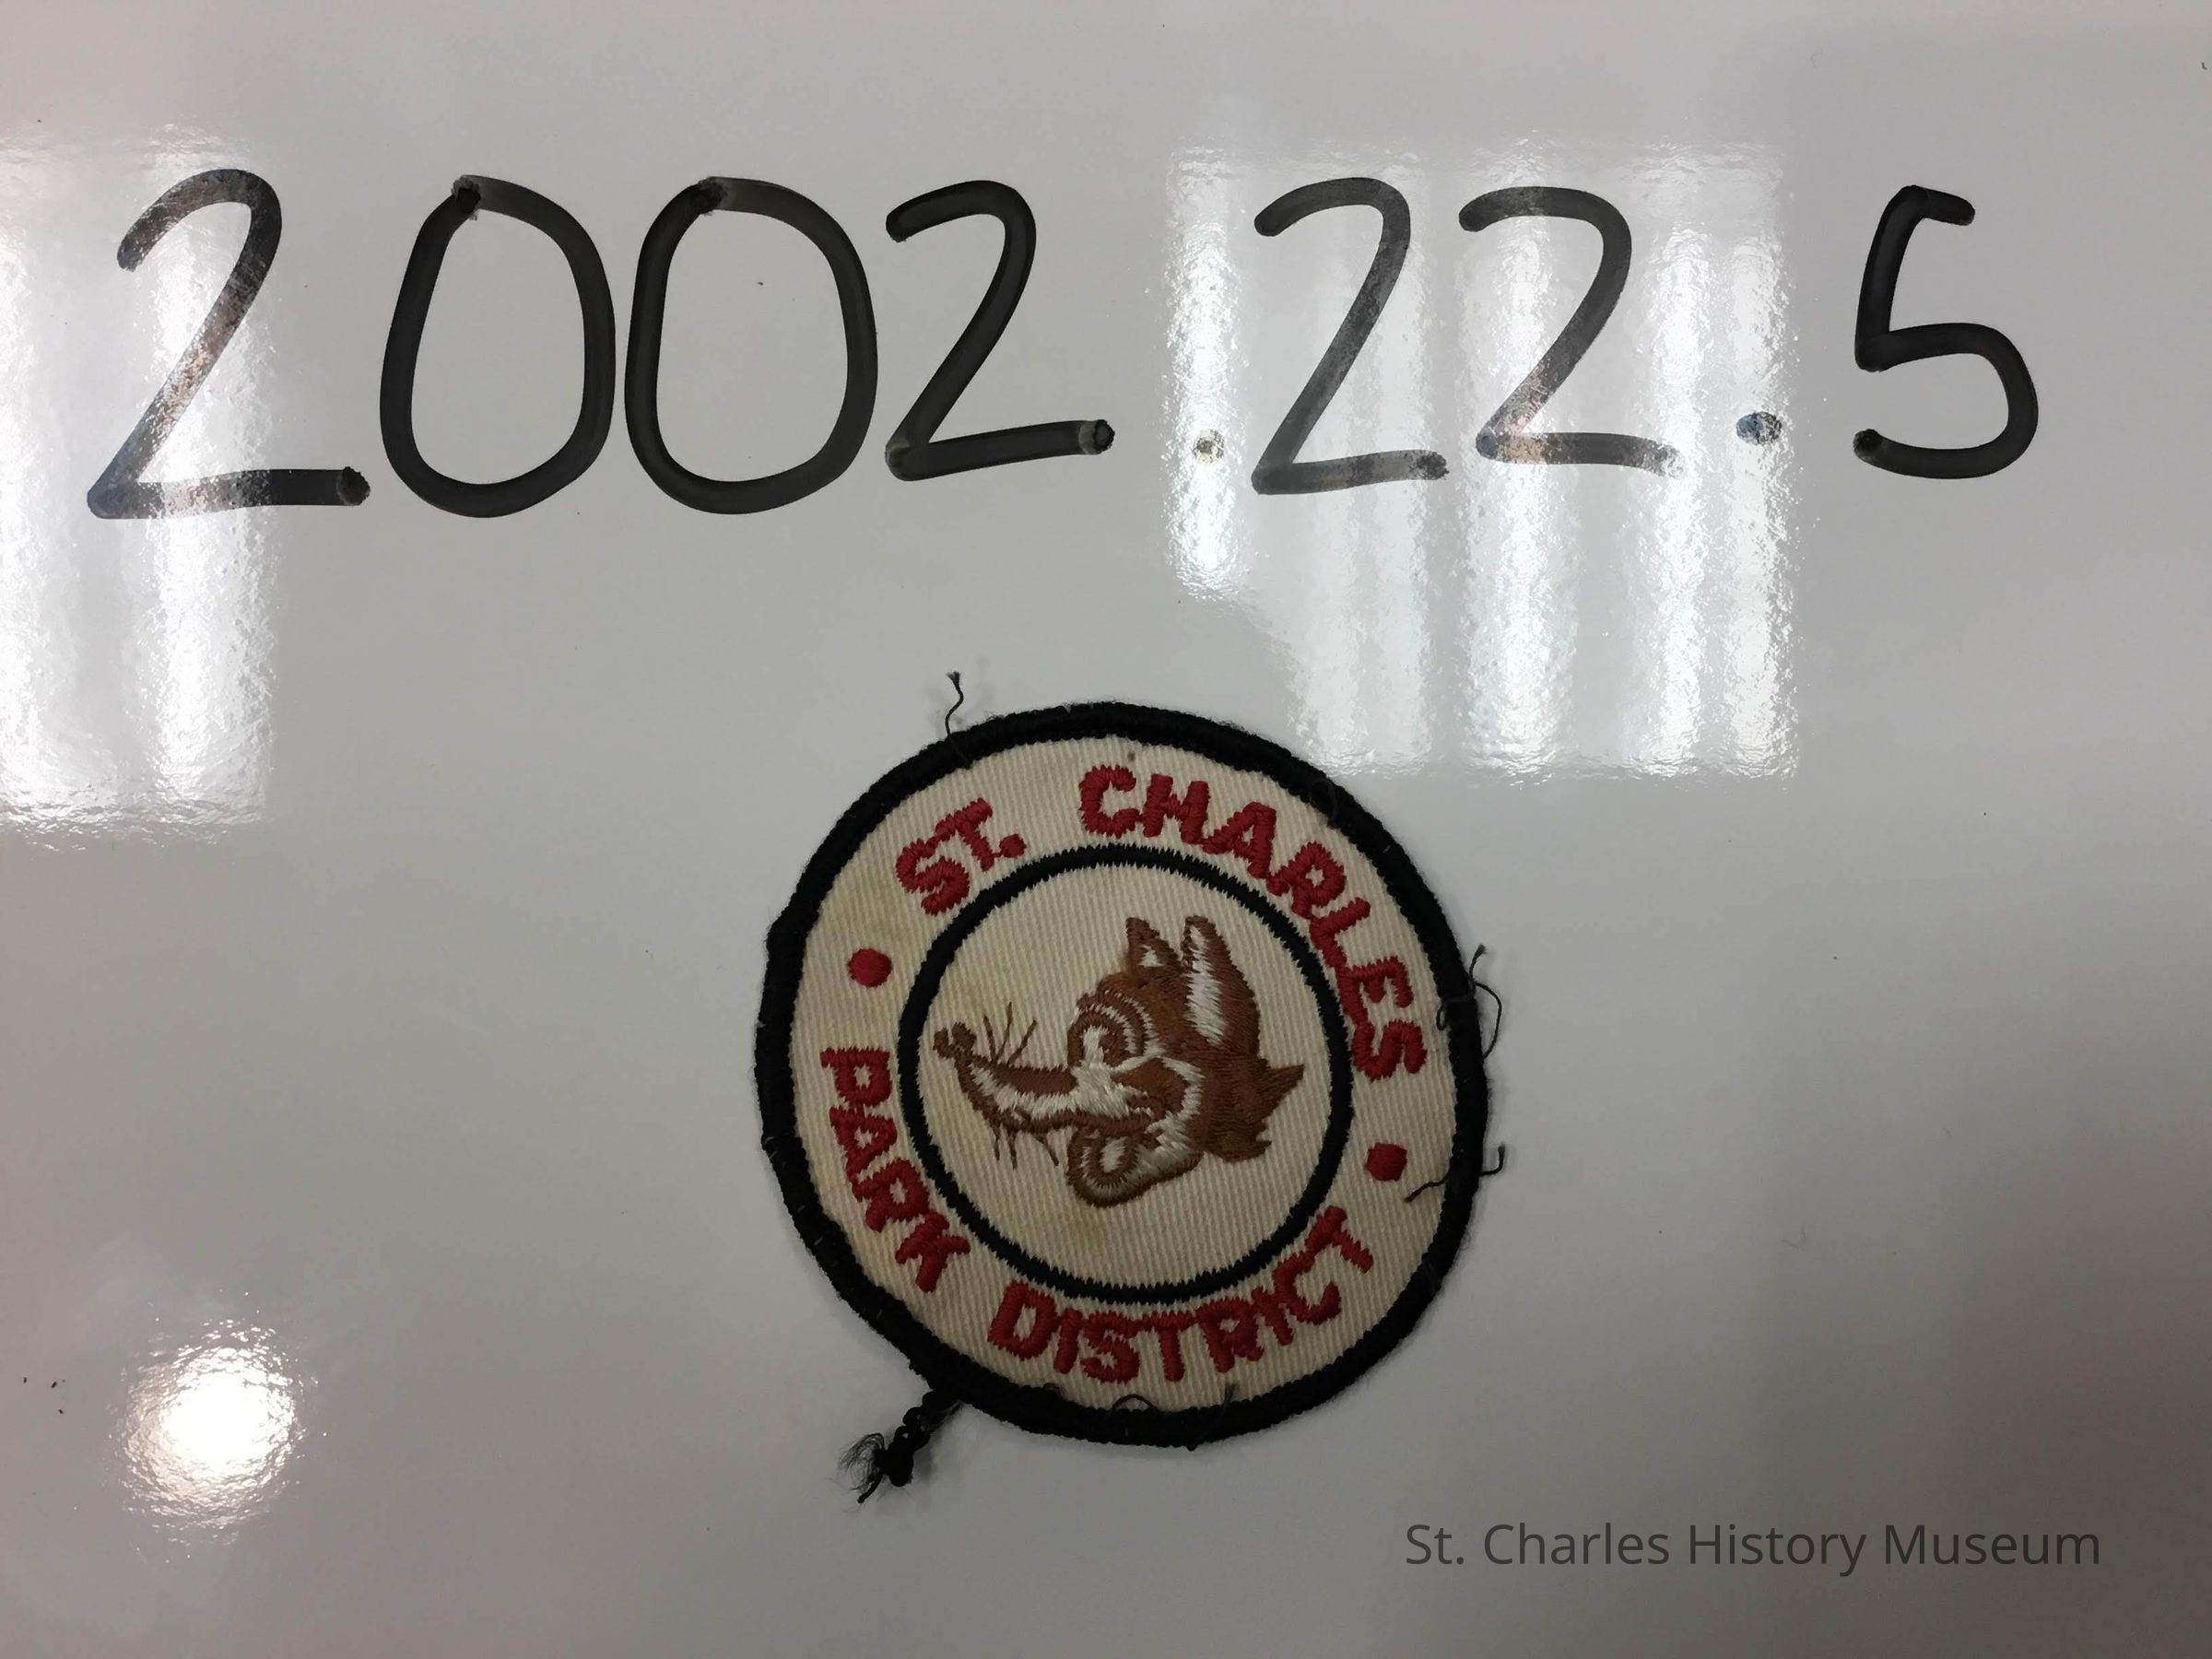 2002.22.5
ST. CHARLES
PARK DISTRICT
St. Charles History Museum